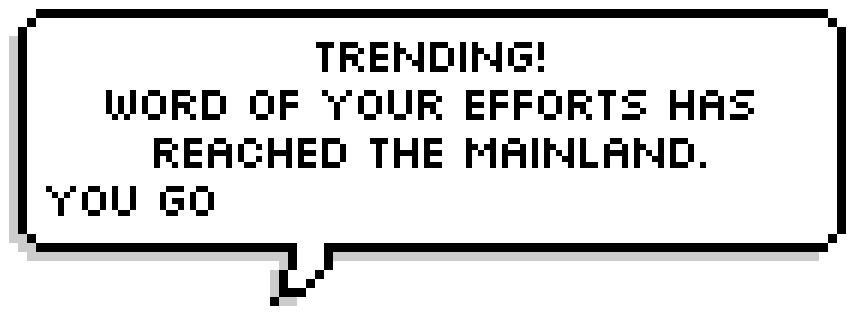 TRENDING!
WORD OF YOUR EFFORTS HAS
REACHED THE MAINLAND.
YOU GO